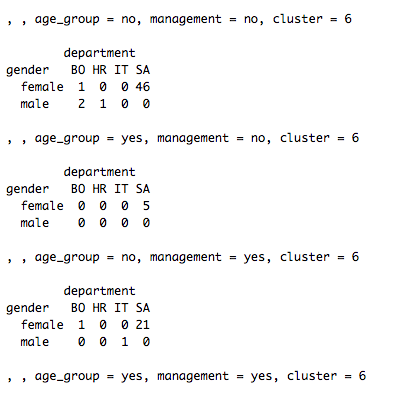 , , age_group = no, management = no, cluster = 6
department
gender BO HR IT SA
female 1 0 0 46
male 2 1 0 0
, , age_group = yes, management = no, cluster = 6
department
gender BO HR IT SA
female 0 0 0 5
male 0 0 0 0
, , age_group = no, management = yes, cluster = 6
department
gender BO HR IT SA
female 1 0 0 21
male 0 0 1 0
, , age_group = yes, management = yes, cluster = 6